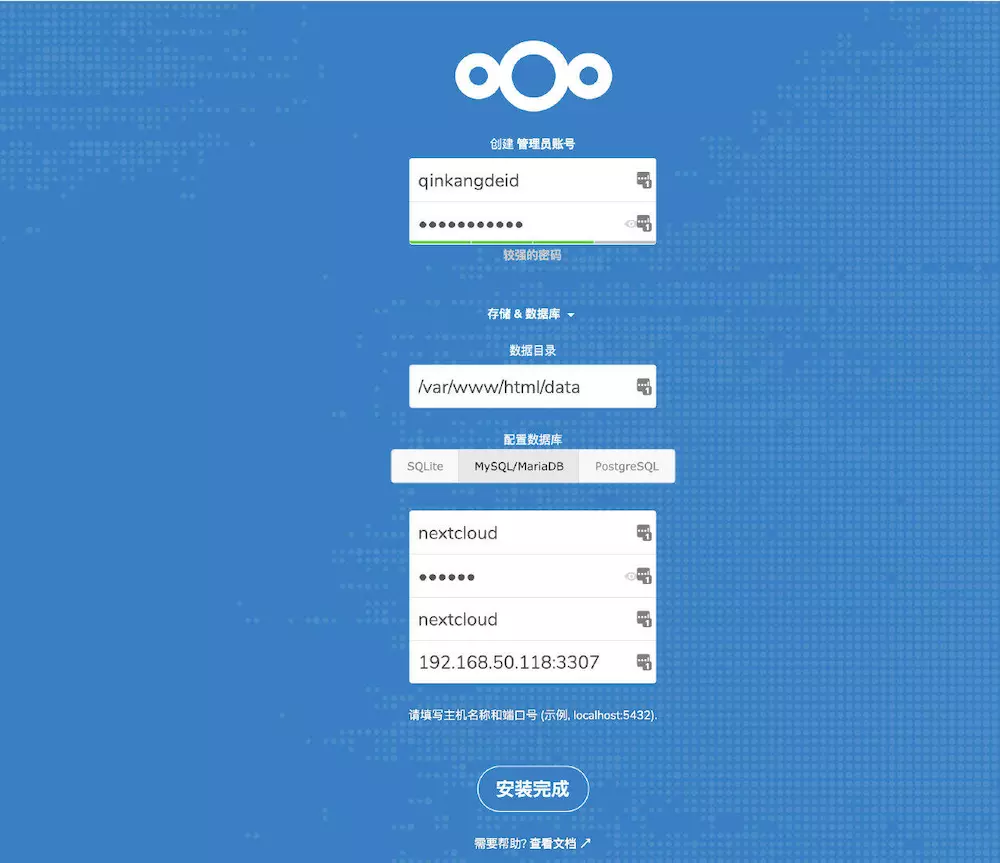 创建 管理员账号
qinkangdeid
•••••••••••
较强的密码
存储 & 数据库
数据目录
/var/www/html/data
配置数据库
SQLite MySQL/MariaDB PostgreSQL
nextcloud
••••••
nextcloud
192.168.50.118:3307
请填写主机名称和端口号 (示例, localhost:5432).
安装完成
需要帮助? 查看文档 ↗